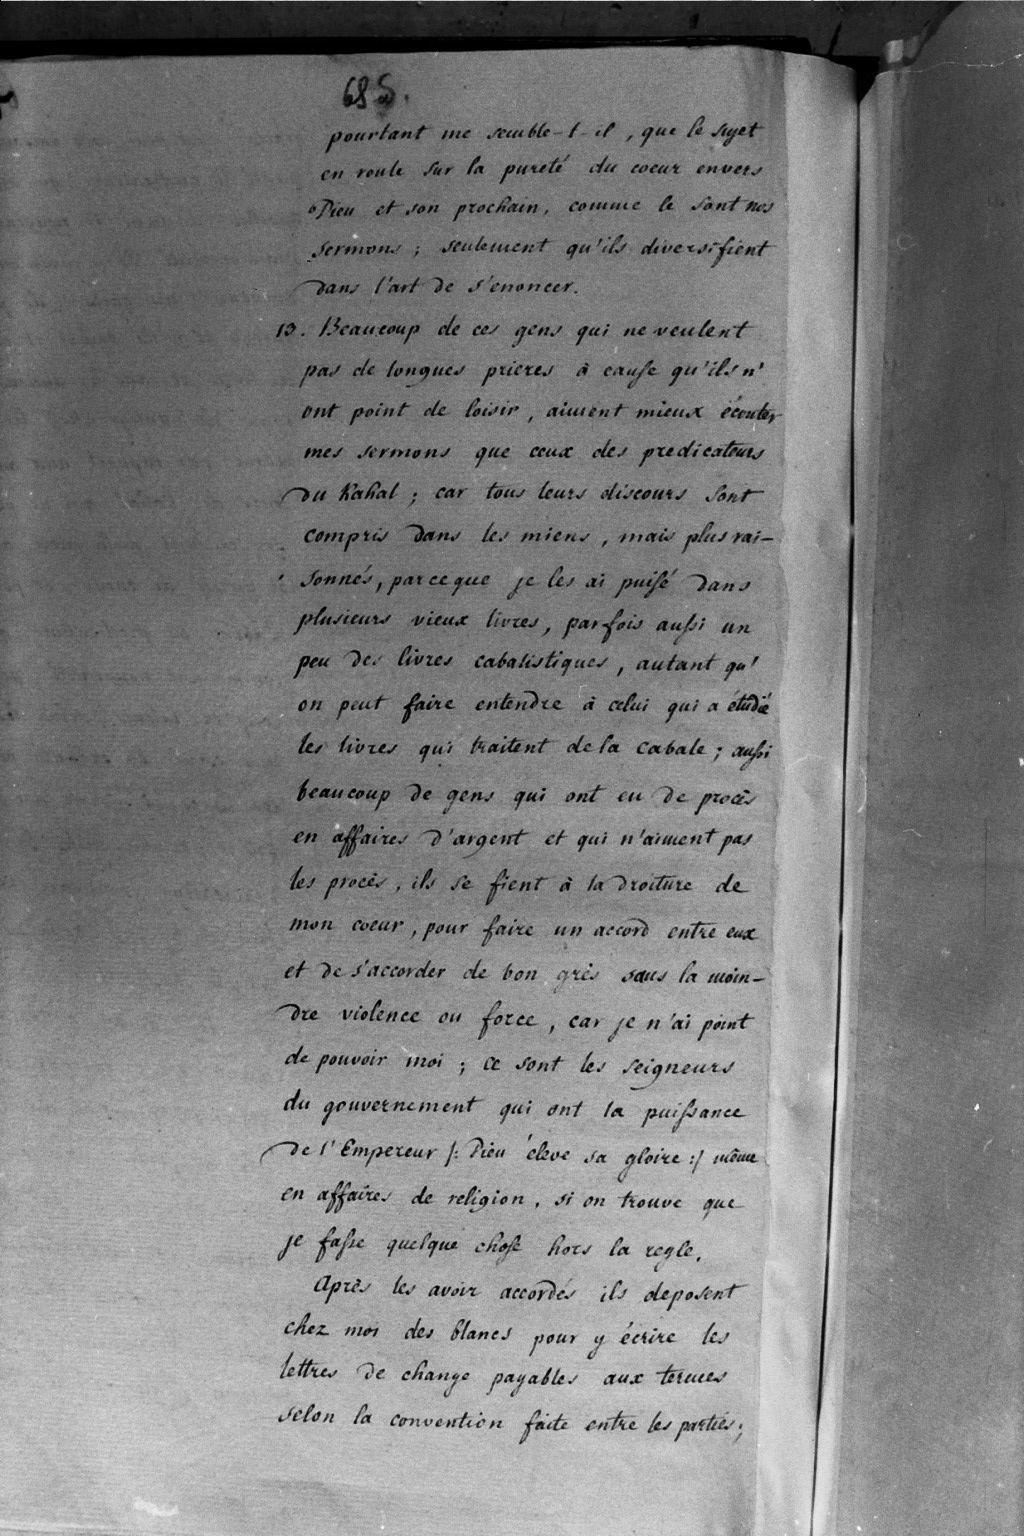 685.
pourtant me semble-t-il, que le sujet
en roule sur la pureté du coeur envers
Dieu et son prochain, comme le sont nos
sermons ; seulement qu'ils diversifient
dans l'art de s'enoncer.
13. Beaucoup de ces gens qui ne veulent
pas de longues prieres à cause qu'ils n'
ont point de loisir, aiment mieux écouter
mes sermons que ceux des predicateurs
du Kahal ; car tous leurs discours sont
compris dans les miens, mais plus rai-
sonnés, parceque je les ai puisé dans
plusieurs vieux livres, parfois aussi un
peu des livres cabalistiques, autant qu'
on peut faire entendre à celui qui a étudié
les livres qui traitent de la cabale ; aussi
beaucoup de gens qui ont eu de procès
en affaires d'argent et qui n'aiment pas
les procès, ils se fient à la droiture de
mon coeur, pour faire un accord entre eux
et de s'accorder de bon grès sans la moin-
dre violence ou force, car je n'ai point
de pouvoir moi ; ce sont les seigneurs
du gouvernement qui ont la puissance
de l'Empereur /: Dieu éleve sa gloire :/ même
en affaires de religion, si on trouve que
je fasse quelque chose hors la regle.
Après les avoir accordés ils deposent
chez moi des blancs pour y écrire les
lettres de change payables aux termes
selon la convention faite entre les parties;